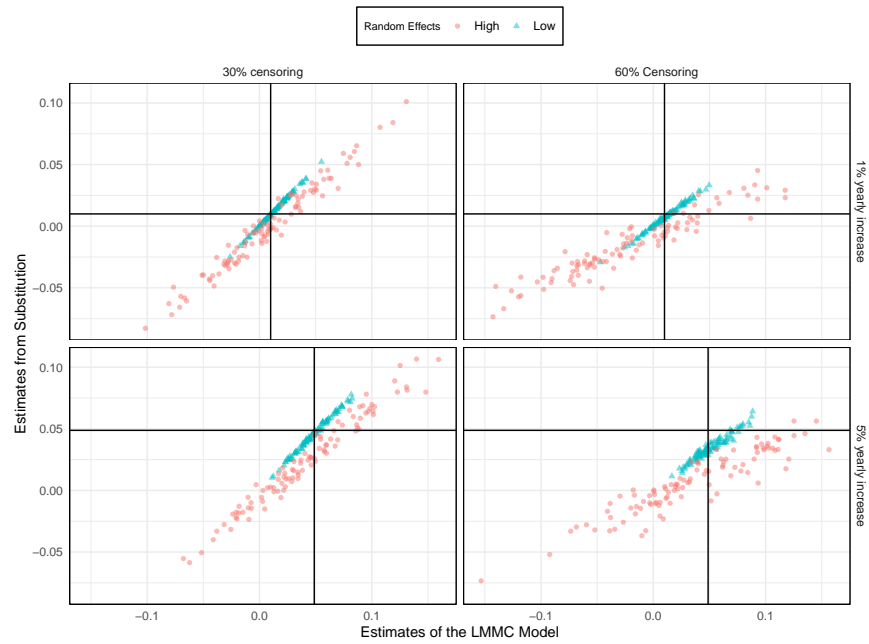 Random Effects High Low
30% censoring 60% Censoring
0.10
0.05
0.00
−0.05
1% yearly increase
0.10
0.05
0.00
−0.05
5% yearly increase
Estimates from Substitution
−0.1 0.0 0.1 −0.1 0.0 0.1
Estimates of the LMMC Model